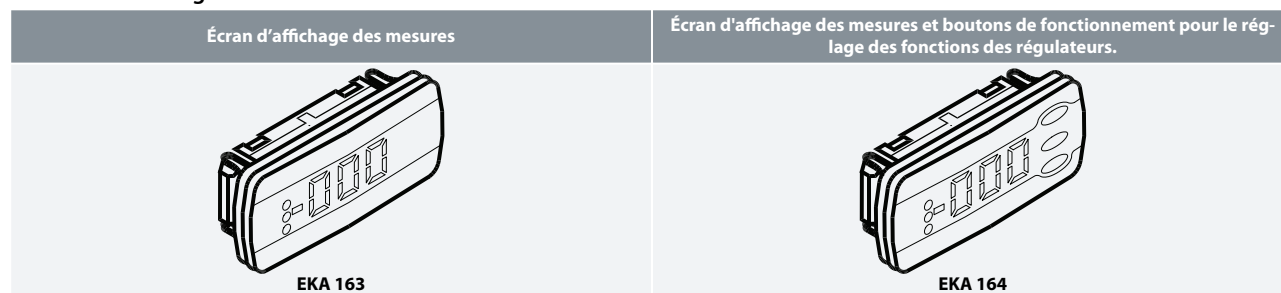 Écran d’affichage des mesures
Écran d'affichage des mesures et boutons de fonctionnement pour le rég-
lage des fonctions des régulateurs.
EKA 163
EKA 164